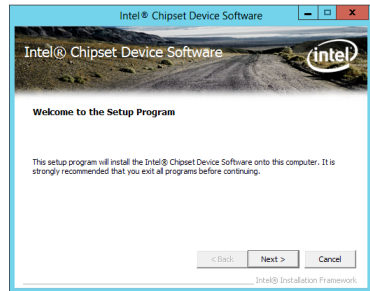 Intel® Chipset Device Software
Intel® Chipset Device Software
intel
Welcome to the Setup Program
This setup program will install the Intel® Chipset Device Software onto this computer. It is
strongly recommended that you exit all programs before continuing.
< Back
Next >
Cancel
Intel® Installation Framework